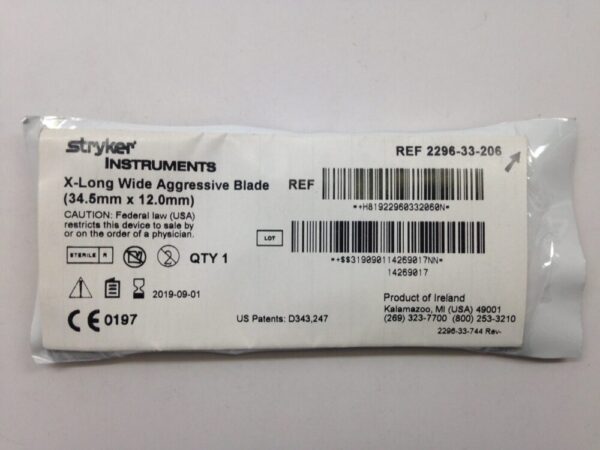 stryker
INSTRUMENTS
REF 2296-33-206
X-Long Wide Aggressive Blade
(34.5mm x 12.0mm)
REF
*+H81922960332060N*
CAUTION: Federal law (USA)
restricts this device to sale by
or on the order of a physician.
LOT
*+$$319090114269017NN*
14269017
STERILE R
2
QTY 1
2019-09-01
CE 0197
US Patents: D343,247
Product of Ireland
Kalamazoo, MI (USA) 49001
(269) 323-7700 (800) 253-3210
2296-33-744 Rev-